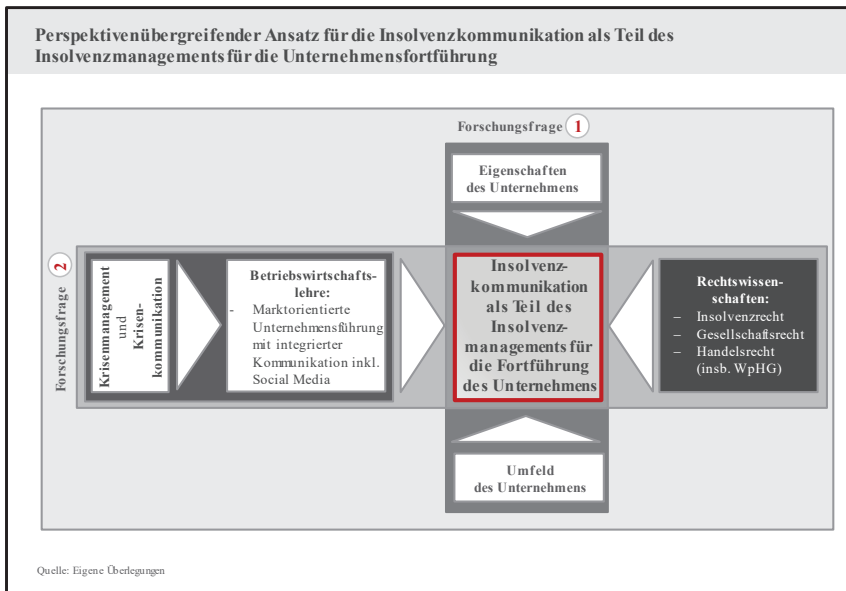 Perspektivenübergreifender Ansatz für die Insolvenzkommunikation als Teil des
Insolvenzmanagements für die Unternehmensfortführung
Forschungsfrage 1
Eigenschaften
des Unternehmens
Forschungsfrage 2
Krisenmanagement
und
Krisen-
kommunikation
Betriebswirtschafts-
lehre:
- Marktorientierte
Unternehmensführung
mit integrierter
Kommunikation inkl.
Social Media
Insolvenz-
kommunikation
als Teil des
Insolvenz-
managements für
die Fortführung
des Unternehmens
Rechtswissen-
schaften:
– Insolvenzrecht
– Gesellschaftsrecht
– Handelsrecht
(insb. WpHG)
Umfeld
des Unternehmens
Quelle: Eigene Überlegungen